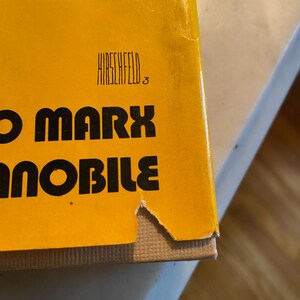 HIRSCHFELD 3
O MARX
NOBILE